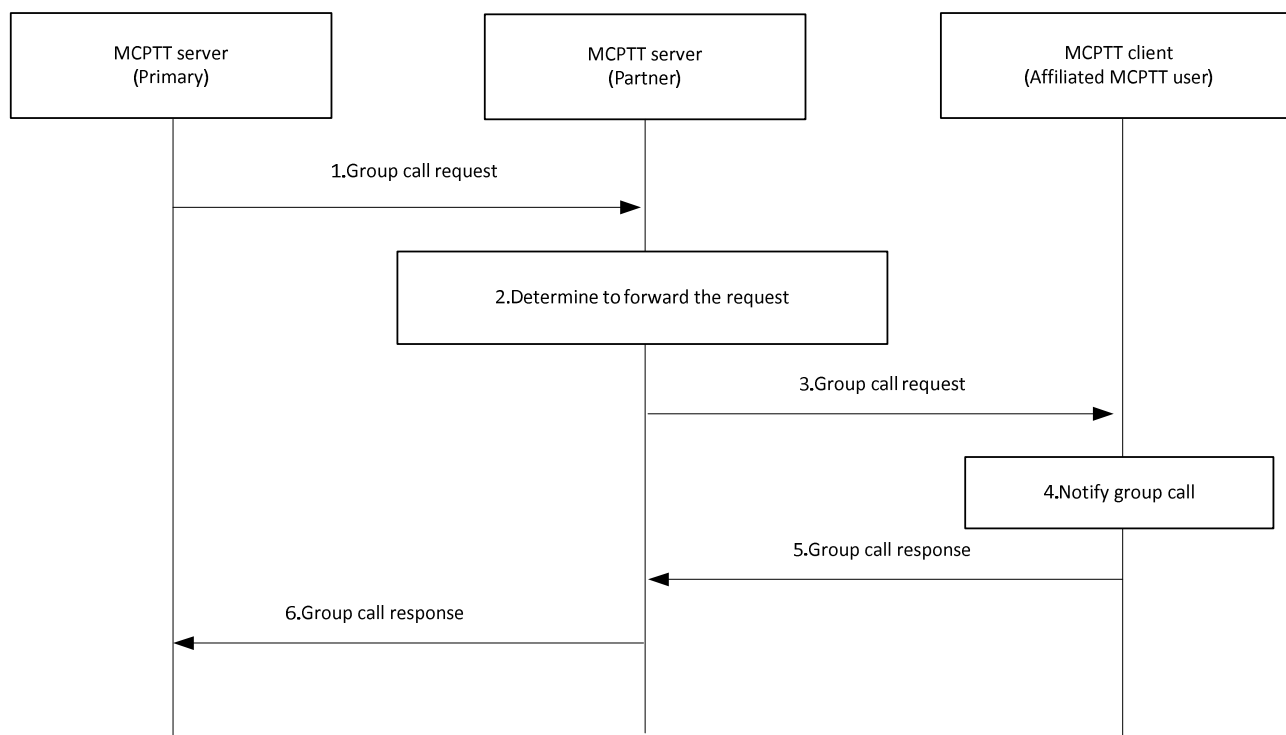 MCPTT server
(Primary)
MCPTT server
(Partner)
MCPTT client
(Affiliated MCPTT user)
1.Group call request
2.Determine to forward the request
3.Group call request
4.Notify group call
5.Group call response
6.Group call response